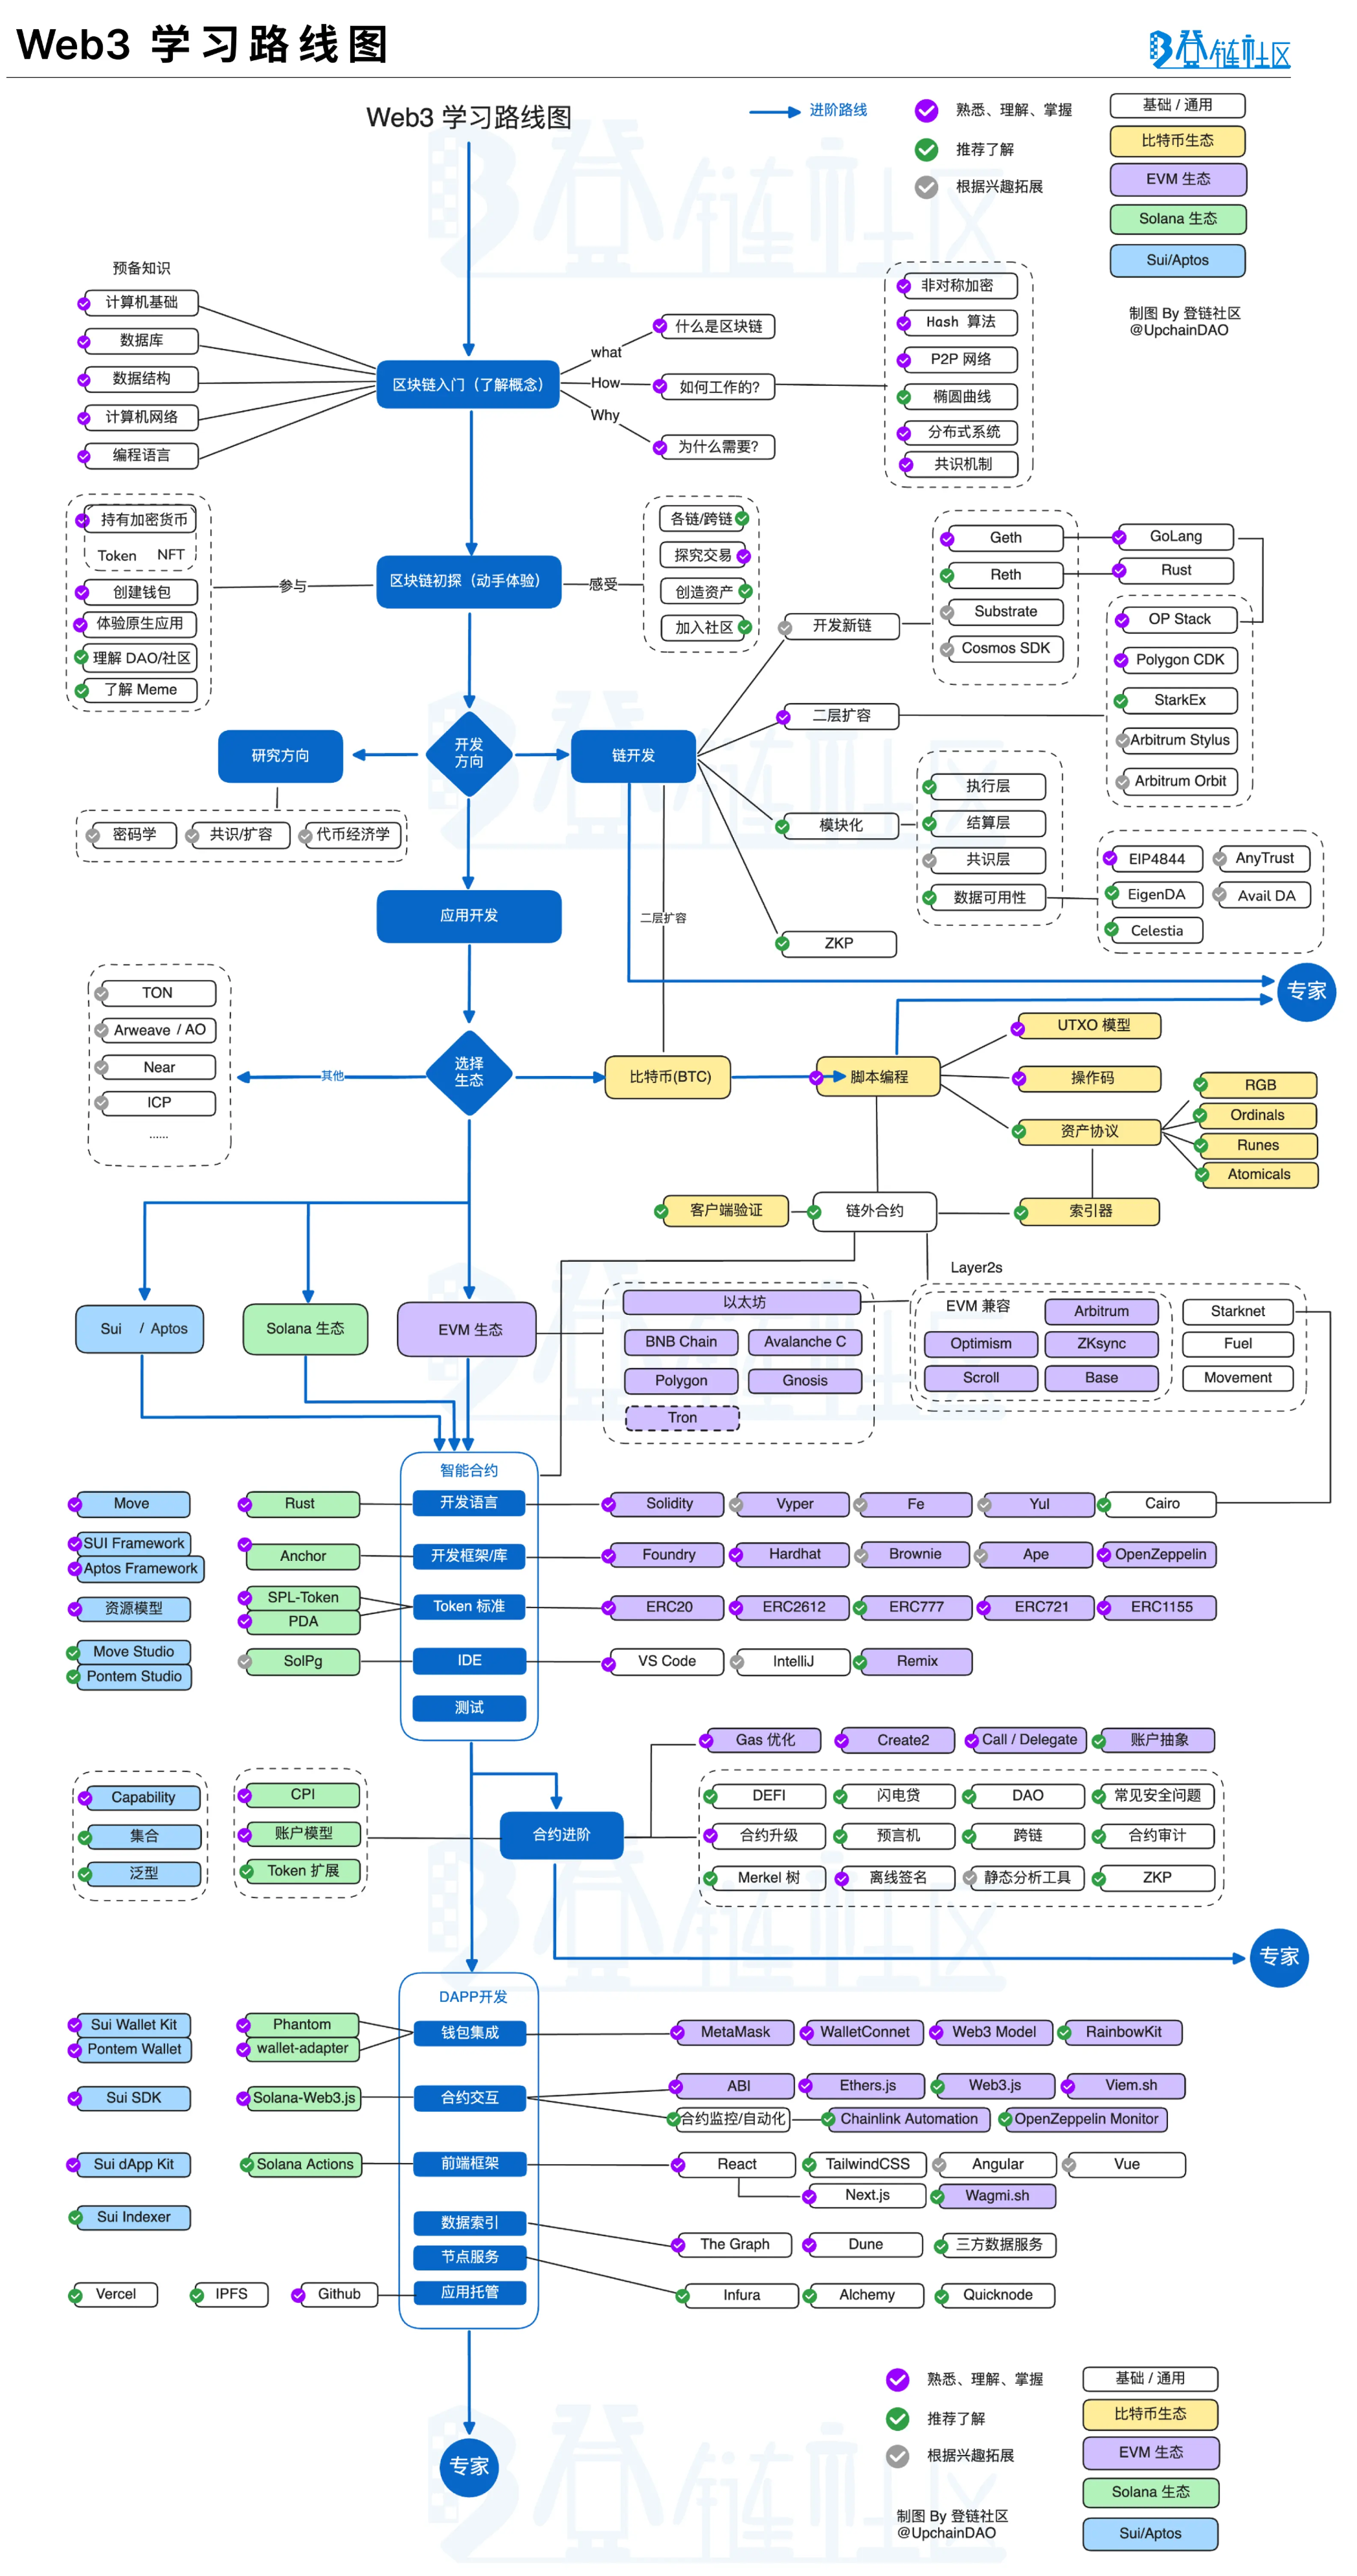 Web3 学习路线图
登链社区
Web3 学习路线图
进阶路线
熟悉、理解、掌握
推荐了解
根据兴趣拓展
基础 / 通用
比特币生态
EVM 生态
Solana 生态
Sui/Aptos
制图 By 登链社区
@UpchainDAO
预备知识
计算机基础
数据库
数据结构
计算机网络
编程语言
区块链入门（了解概念）
what
How
Why
什么是区块链
如何工作的？
为什么需要？
非对称加密
Hash 算法
P2P 网络
椭圆曲线
分布式系统
共识机制
持有加密货币
Token
NFT
创建钱包
体验原生应用
理解 DAO/社区
了解 Meme
参与
区块链初探（动手体验）
感受
各链/跨链
探究交易
创造资产
加入社区
开发新链
Geth
Reth
Substrate
Cosmos SDK
GoLang
Rust
OP Stack
Polygon CDK
StarkEx
Arbitrum Stylus
Arbitrum Orbit
研究方向
开发
方向
链开发
二层扩容
密码学
共识/扩容
代币经济学
模块化
执行层
结算层
共识层
数据可用性
EIP4844
AnyTrust
EigenDA
Avail DA
Celestia
应用开发
二层扩容
ZKP
专家
TON
Arweave / AO
Near
ICP
......
其他
选择
生态
比特币(BTC)
脚本编程
UTXO 模型
操作码
资产协议
RGB
Ordinals
Runes
Atomicals
客户端验证
链外合约
索引器
Layer2s
Sui / Aptos
Solana 生态
EVM 生态
以太坊
BNB Chain
Avalanche C
Polygon
Gnosis
Tron
EVM 兼容
Arbitrum
Optimism
ZKsync
Scroll
Base
Starknet
Fuel
Movement
智能合约
Move
Rust
开发语言
Solidity
Vyper
Fe
Yul
Cairo
SUI Framework
Aptos Framework
Anchor
开发框架/库
Foundry
Hardhat
Brownie
Ape
OpenZeppelin
资源模型
SPL-Token
PDA
Token 标准
ERC20
ERC2612
ERC777
ERC721
ERC1155
Move Studio
Pontem Studio
SolPg
IDE
VS Code
IntelliJ
Remix
测试
Gas 优化
Create2
Call / Delegate
账户抽象
Capability
集合
泛型
CPI
账户模型
Token 扩展
合约进阶
DEFI
闪电贷
DAO
常见安全问题
合约升级
预言机
跨链
合约审计
Merkel 树
离线签名
静态分析工具
ZKP
专家
DAPP开发
Sui Wallet Kit
Pontem Wallet
Phantom
wallet-adapter
钱包集成
MetaMask
WalletConnet
Web3 Model
RainbowKit
Sui SDK
Solana-Web3.js
合约交互
ABI
Ethers.js
Web3.js
Viem.sh
合约监控/自动化
Chainlink Automation
OpenZeppelin Monitor
Sui dApp Kit
Solana Actions
前端框架
React
TailwindCSS
Angular
Vue
Next.js
Wagmi.sh
Sui Indexer
数据索引
The Graph
Dune
三方数据服务
节点服务
Infura
Alchemy
Quicknode
Vercel
IPFS
Github
应用托管
专家
熟悉、理解、掌握
推荐了解
根据兴趣拓展
基础 / 通用
比特币生态
EVM 生态
Solana 生态
Sui/Aptos
制图 By 登链社区
@UpchainDAO